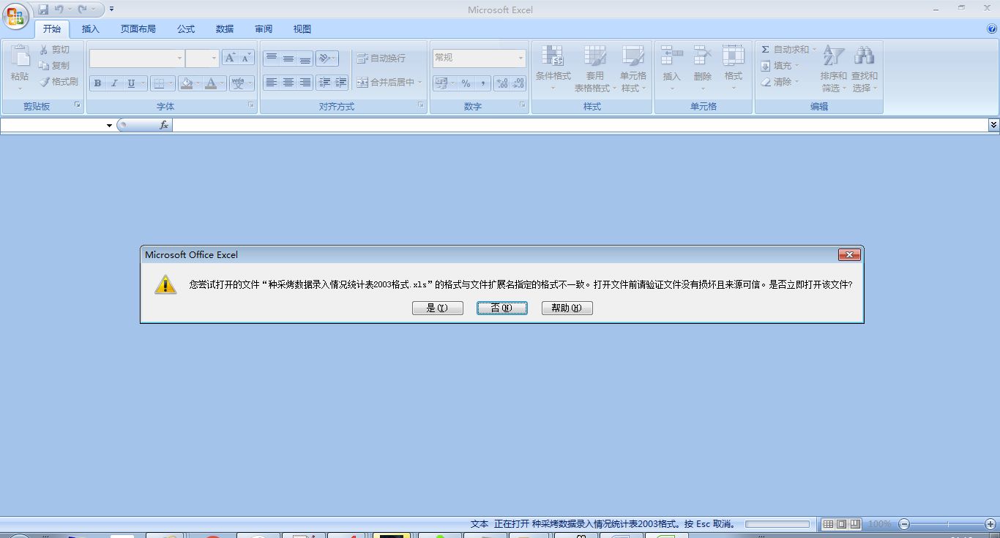 Microsoft Excel
开始 插入 页面布局 公式 数据 审阅 视图
粘贴 剪切
复制
格式刷
剪贴板
B I U A A A wén 变
字体
自动换行
合并后居中
对齐方式
常规
% , .00
数字
条件格式 套用表格格式 单元格样式
样式
插入 删除 格式
单元格
Σ 自动求和
填充
清除
排序和筛选 查找和选择
编辑
fx
Microsoft Office Excel
您尝试打开的文件“种采烤数据录入情况统计表2003格式.xls”的格式与文件扩展名指定的格式不一致。打开文件前请验证文件没有损坏且来源可信。是否立即打开该文件?
是(Y) 否(N) 帮助(H)
文本 正在打开 种采烤数据录入情况统计表2003格式。按 Esc 取消。 100%